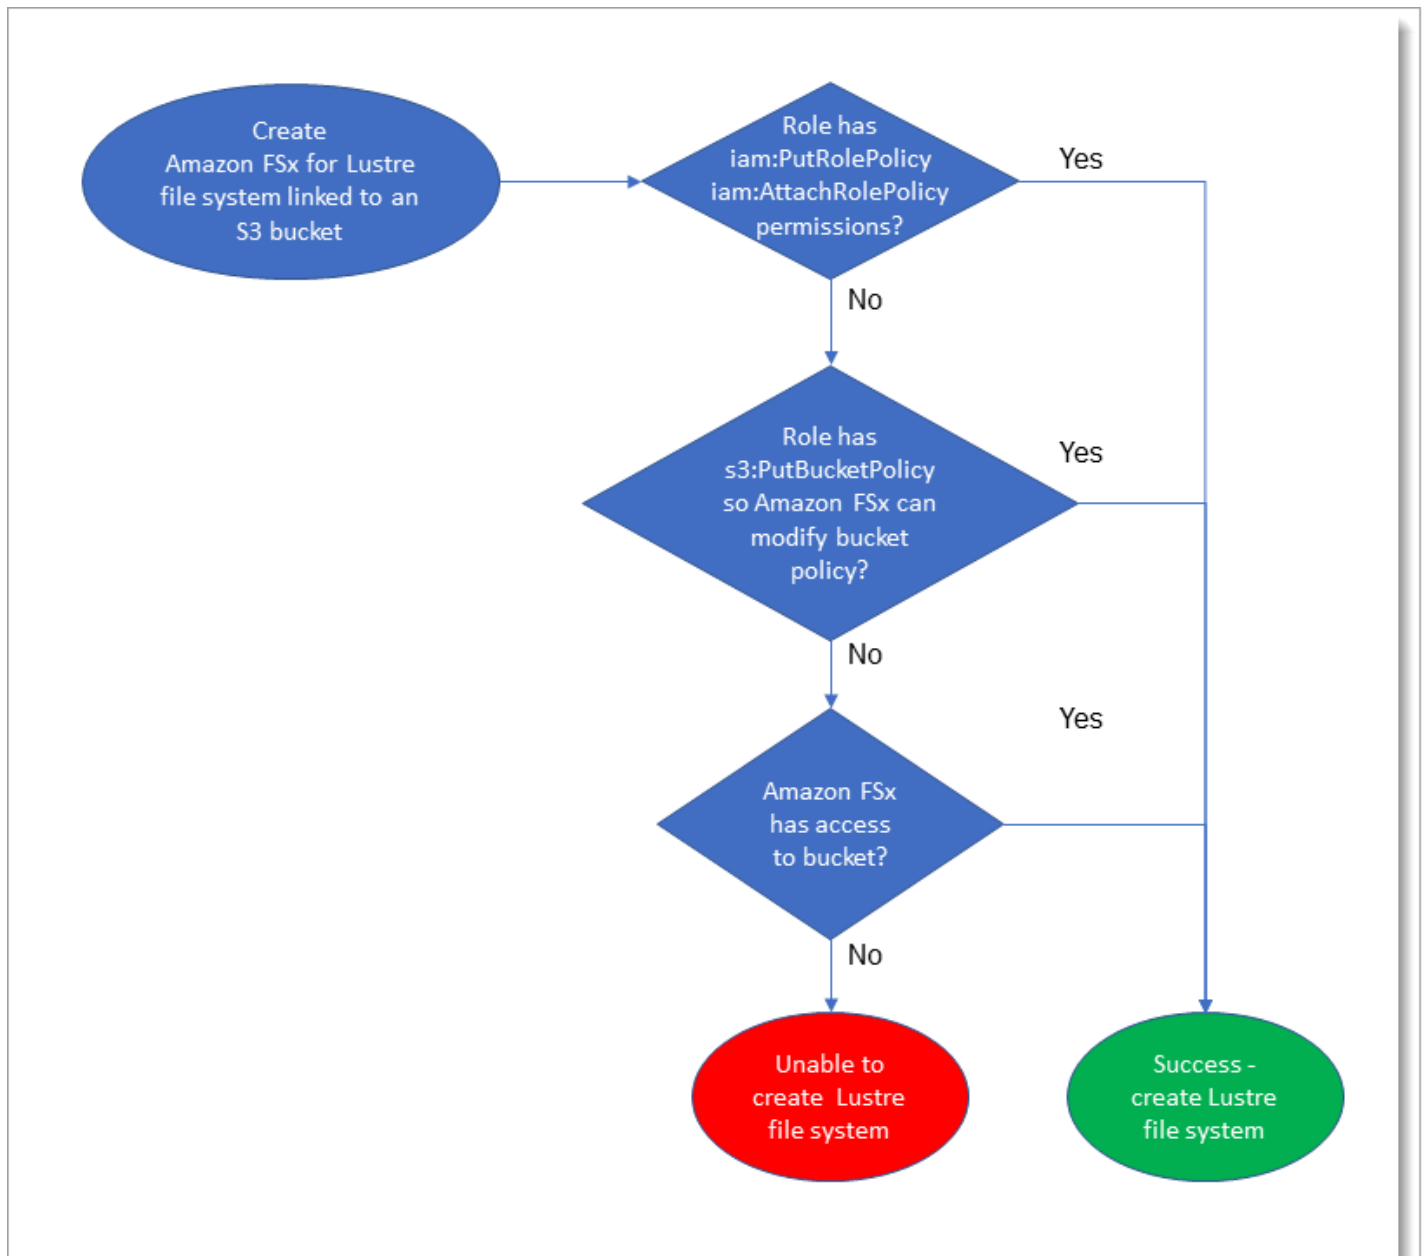 Create
Amazon FSx for Lustre
file system linked to an
S3 bucket
Role has
iam:PutRolePolicy
iam:AttachRolePolicy
permissions?
Yes
No
Role has
s3:PutBucketPolicy
so Amazon FSx can
modify bucket
policy?
Yes
No
Amazon FSx
has access
to bucket?
Yes
No
Unable to
create Lustre
file system
Success -
create Lustre
file system